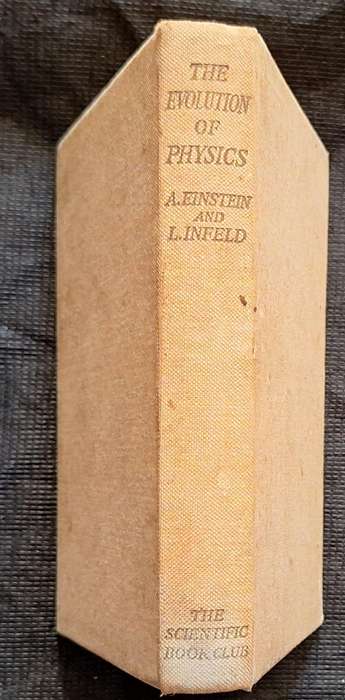 THE
EVOLUTION
OF
PHYSICS
A. EINSTEIN
AND
L. INFELD
THE
SCIENTIFIC
BOOK CLUB